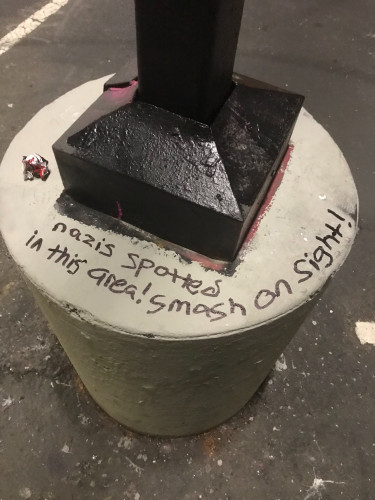 nazis spotted
in this area! smash on sight!